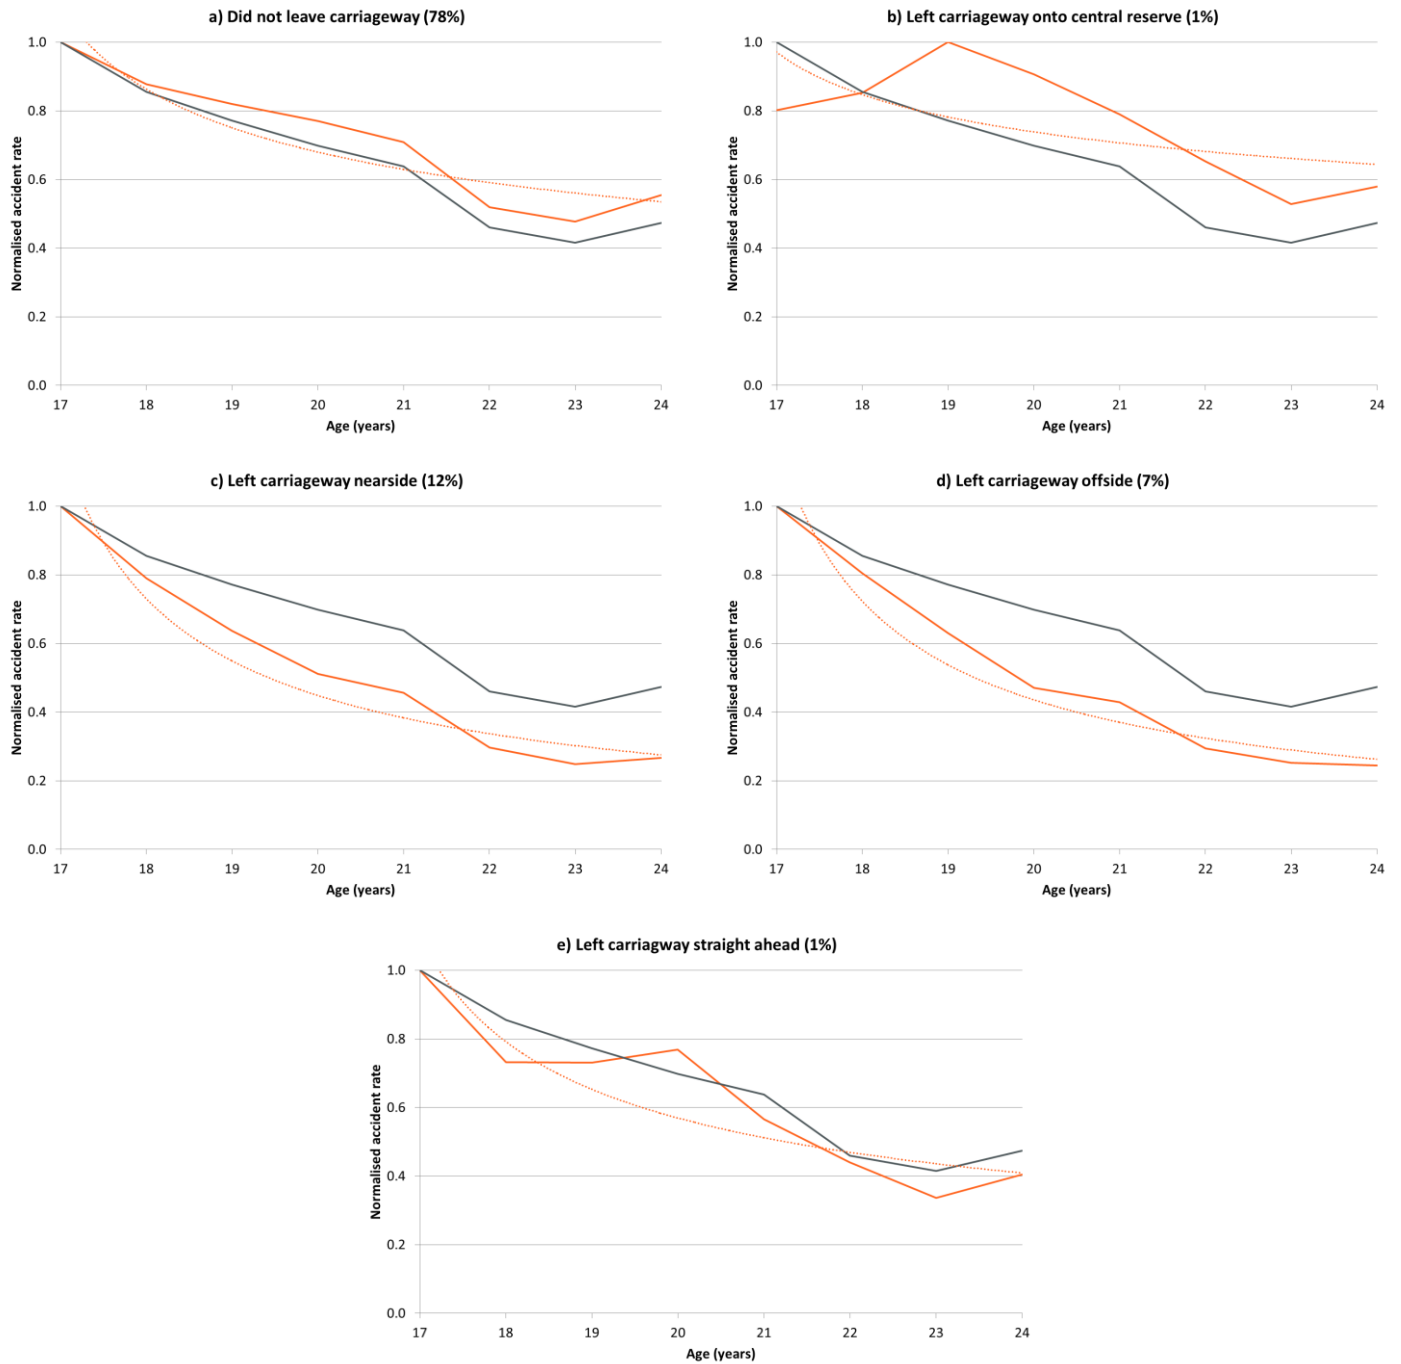 a) Did not leave carriageway (78%)
Normalised accident rate
1.0
0.8
0.6
0.4
0.2
0.0
17 18 19 20 21 22 23 24
Age (years)
b) Left carriageway onto central reserve (1%)
Normalised accident rate
1.0
0.8
0.6
0.4
0.2
0.0
17 18 19 20 21 22 23 24
Age (years)
c) Left carriageway nearside (12%)
Normalised accident rate
1.0
0.8
0.6
0.4
0.2
0.0
17 18 19 20 21 22 23 24
Age (years)
d) Left carriageway offside (7%)
Normalised accident rate
1.0
0.8
0.6
0.4
0.2
0.0
17 18 19 20 21 22 23 24
Age (years)
e) Left carriagway straight ahead (1%)
Normalised accident rate
1.0
0.8
0.6
0.4
0.2
0.0
17 18 19 20 21 22 23 24
Age (years)